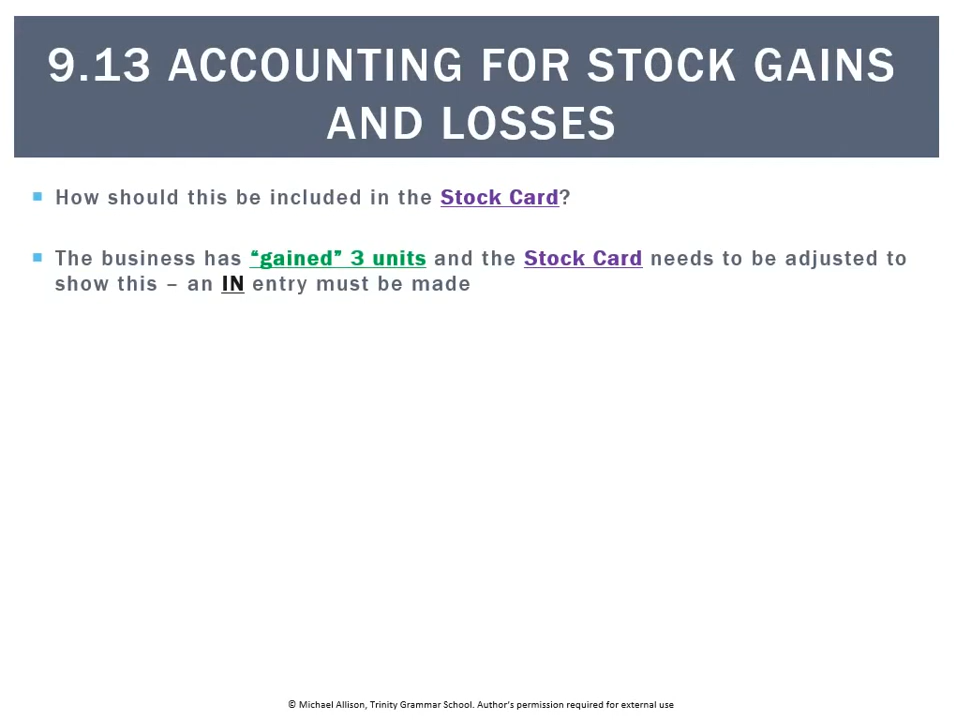 9.13 ACCOUNTING FOR STOCK GAINS
AND LOSSES
How should this be included in the Stock Card?
The business has “gained” 3 units and the Stock Card needs to be adjusted to
show this – an IN entry must be made
© Michael Allison, Trinity Grammar School. Author's permission required for external use